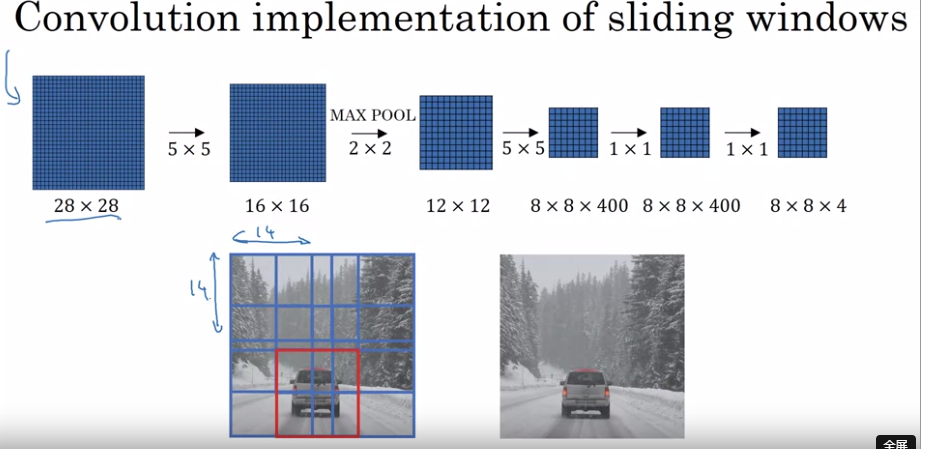 Convolution implementation of sliding windows
MAX POOL
5 × 5
2 × 2
5 × 5
1 × 1
1 × 1
28 × 28
16 × 16
12 × 12
8 × 8 × 400
8 × 8 × 400
8 × 8 × 4
14
14
全屏